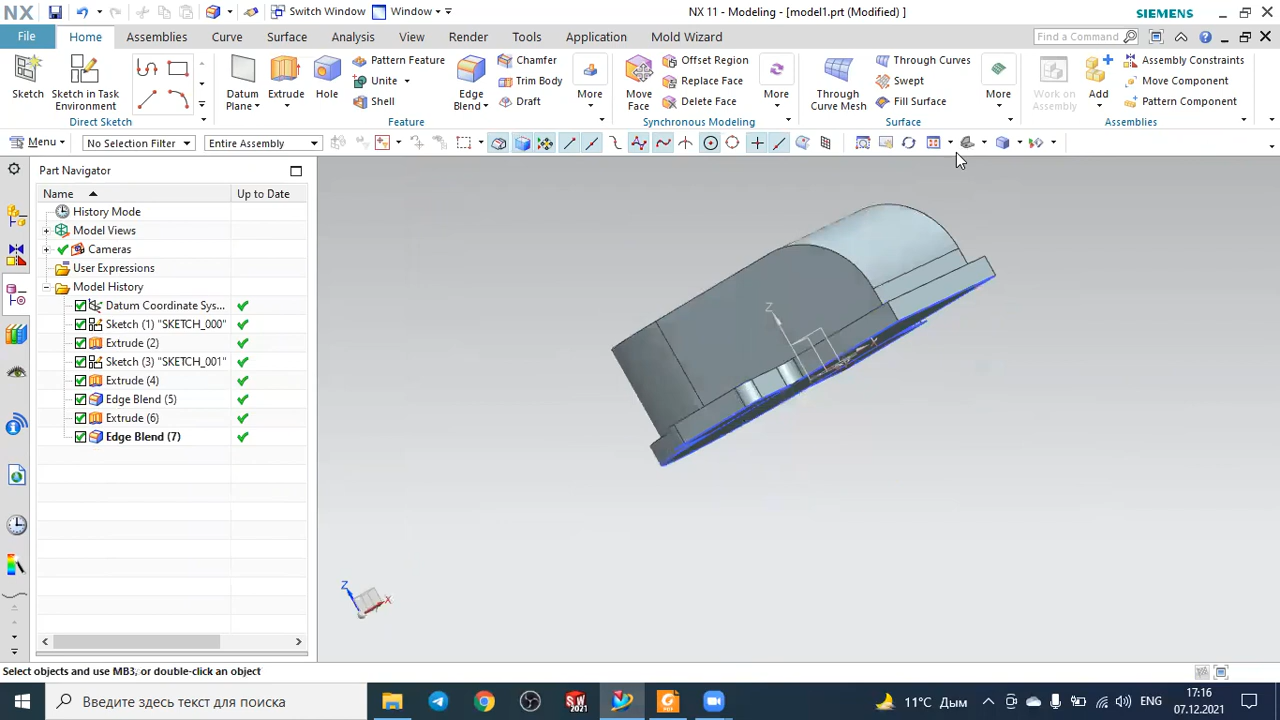 NX Switch Window Window NX 11 - Modeling - [model1.prt (Modified) ] SIEMENS
File Home Assemblies Curve Surface Analysis View Render Tools Application Mold Wizard Find a Command
Sketch Sketch in Task Environment Direct Sketch
Datum Plane Extrude Hole Pattern Feature Unite Shell Edge Blend Chamfer Trim Body Draft More Feature
Move Face Offset Region Replace Face Delete Face More Synchronous Modeling
Through Curve Mesh Through Curves Swept Fill Surface More Surface
Work on Assembly Add Assembly Constraints Move Component Pattern Component Assemblies
Menu No Selection Filter Entire Assembly
Part Navigator
Name Up to Date
History Mode
Model Views
Cameras
User Expressions
Model History
Datum Coordinate Sys...
Sketch (1) "SKETCH_000"
Extrude (2)
Sketch (3) "SKETCH_001"
Extrude (4)
Edge Blend (5)
Extrude (6)
Edge Blend (7)
Z
X
Z
X
Select objects and use MB3, or double-click an object
Введите здесь текст для поиска
SW
2021
11°C Дым ENG 17:16
07.12.2021